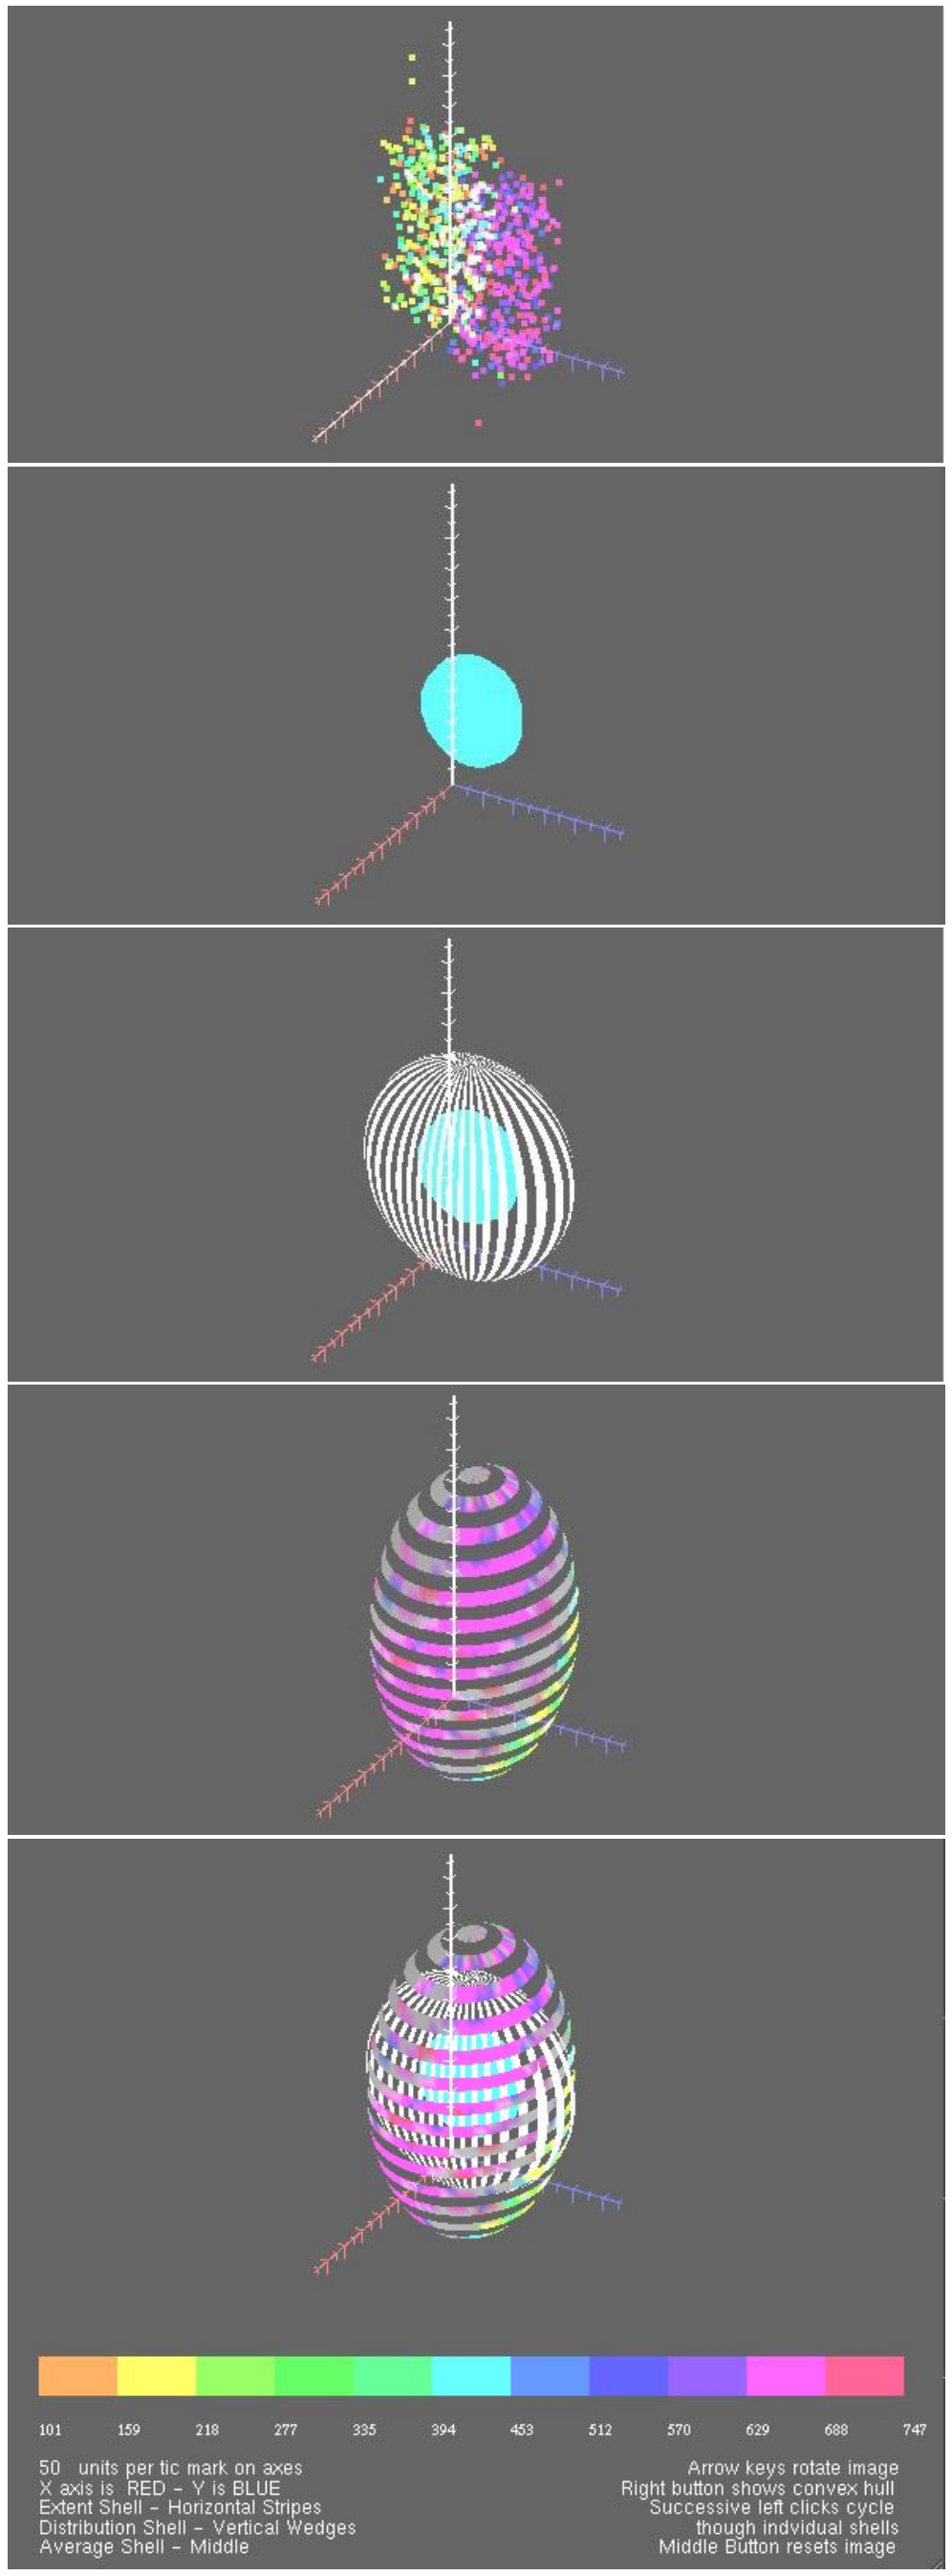 101 159 218 277 335 394 453 512 570 629 688 747
50 units per tic mark on axes
X axis is RED - Y is BLUE
Extent Shell - Horizontal Stripes
Distribution Shell - Vertical Wedges
Average Shell - Middle
Arrow keys rotate image
Right button shows convex hull
Successive left clicks cycle
though indvidual shells
Middle Button resets image